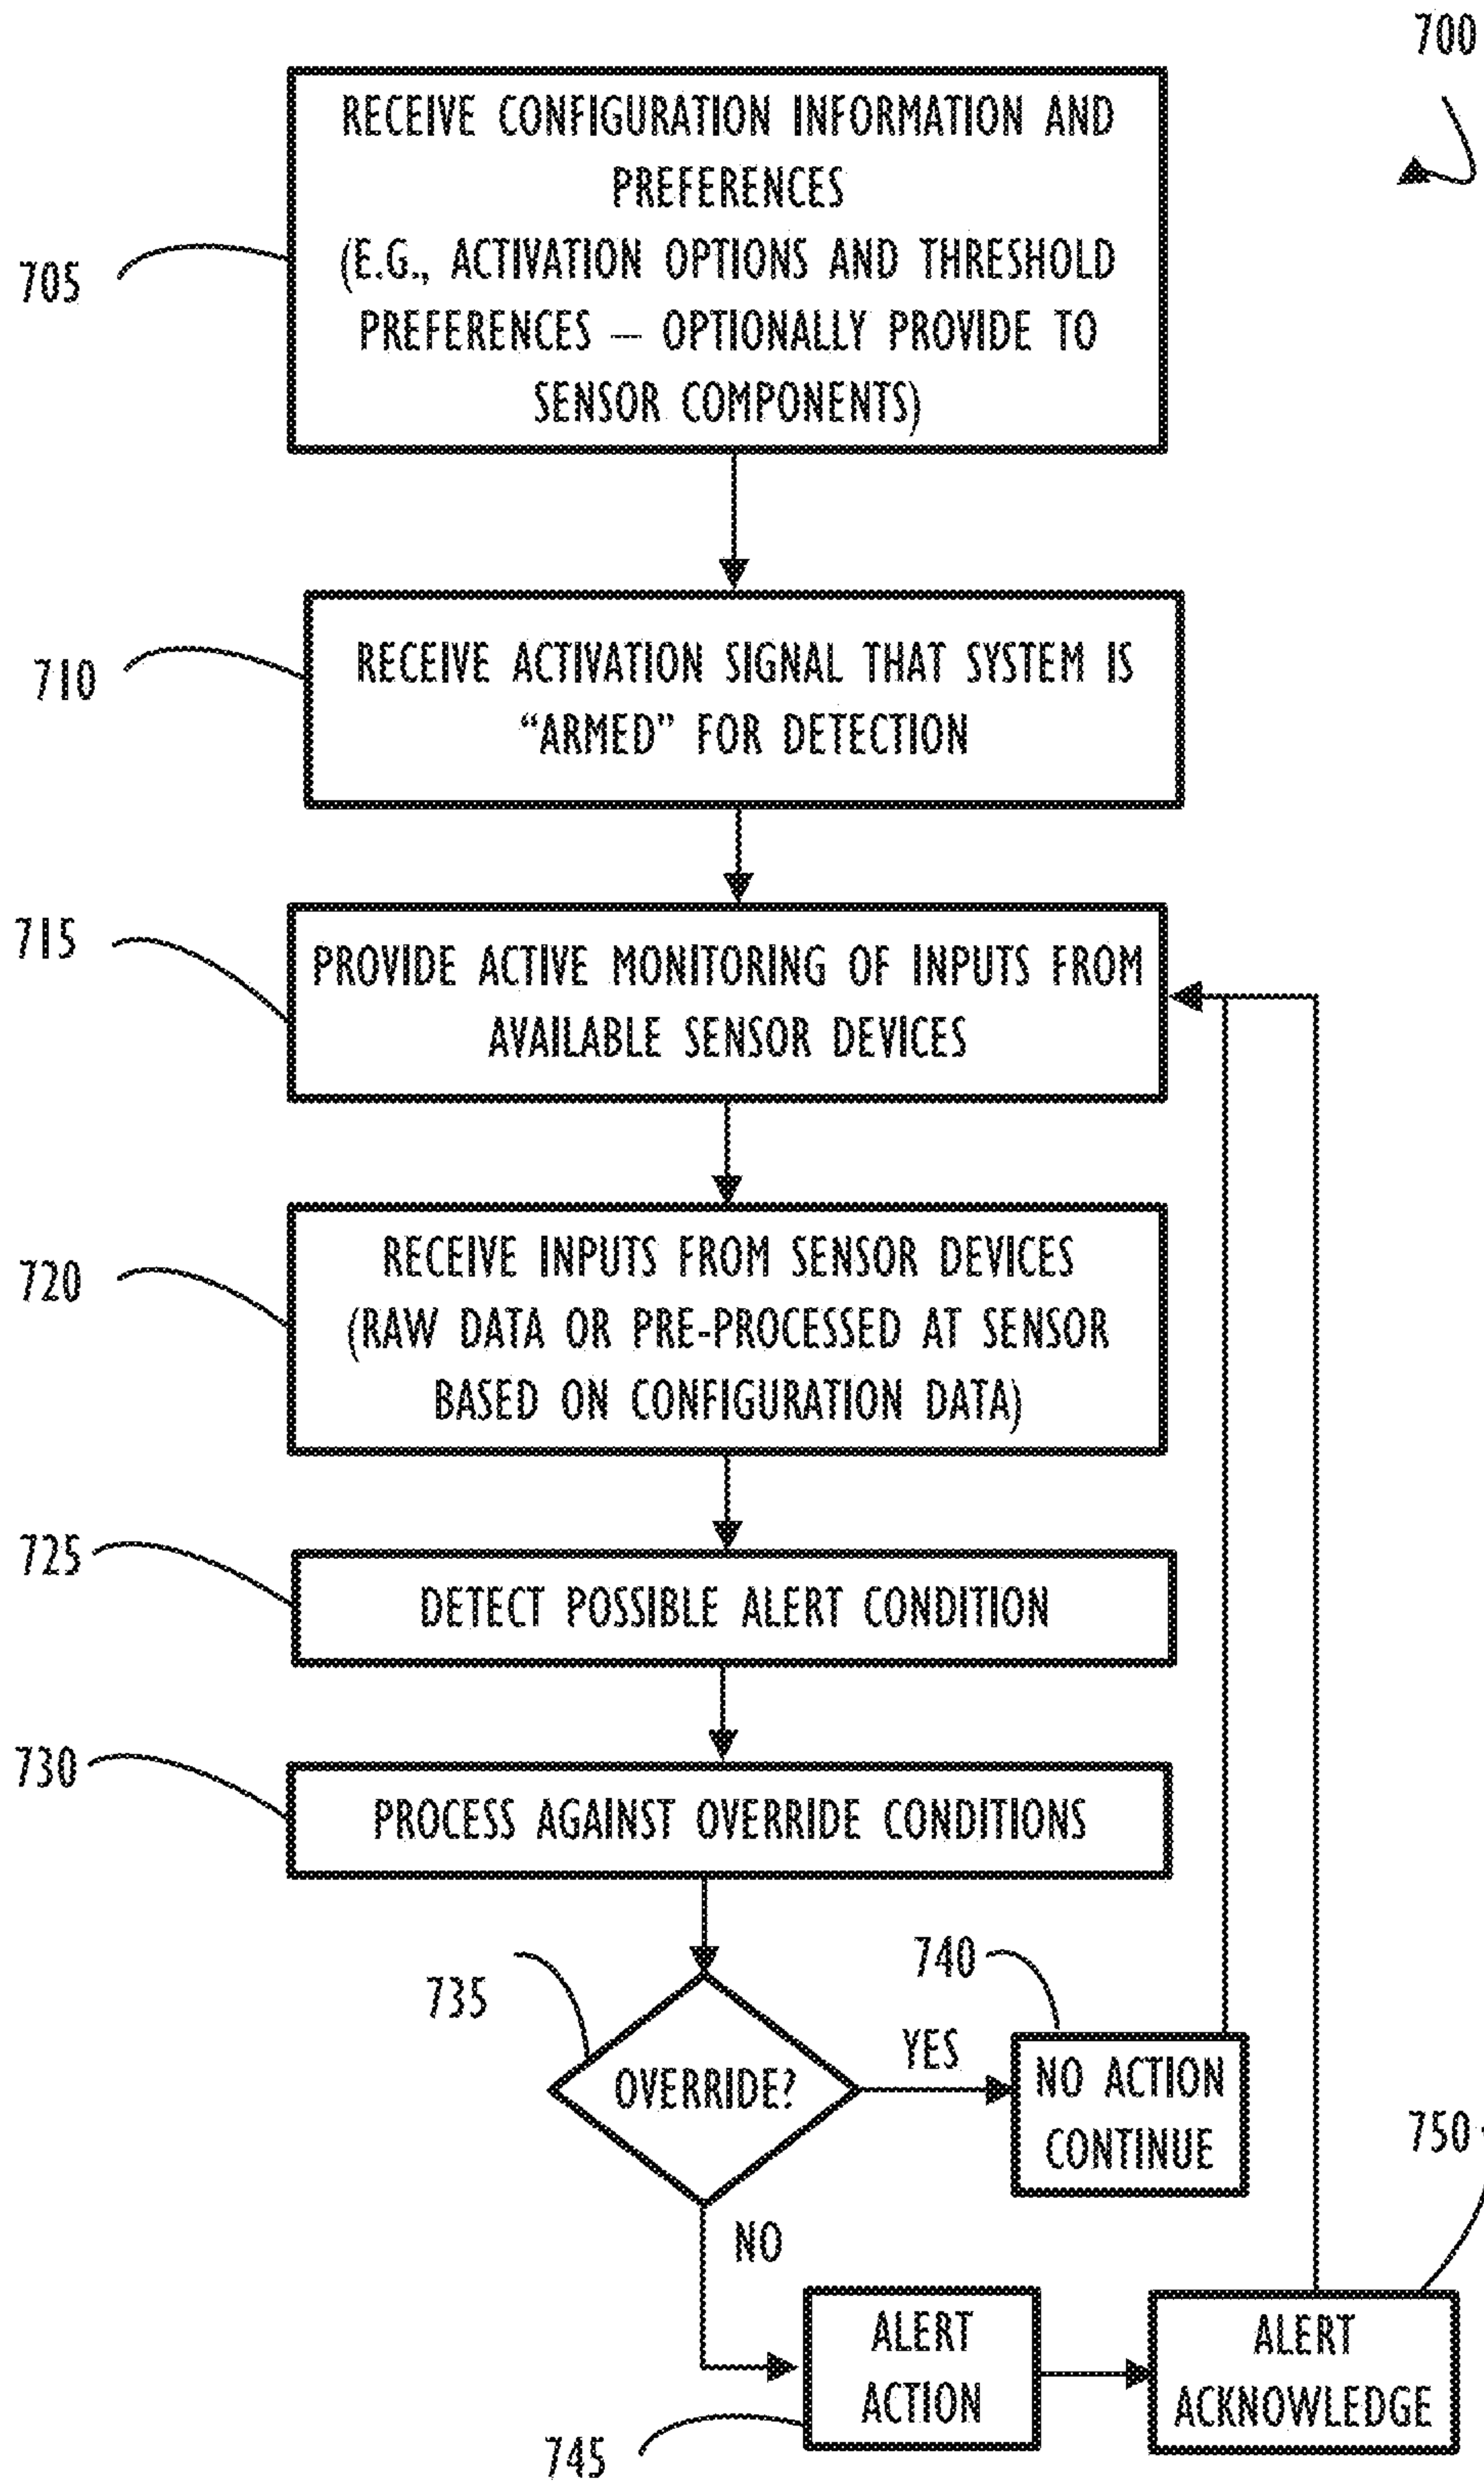 700
RECEIVE CONFIGURATION INFORMATION AND
PREFERENCES
(E.G., ACTIVATION OPTIONS AND THRESHOLD
PREFERENCES — OPTIONALLY PROVIDE TO
SENSOR COMPONENTS)
705
RECEIVE ACTIVATION SIGNAL THAT SYSTEM IS
“ARMED” FOR DETECTION
710
715
PROVIDE ACTIVE MONITORING OF INPUTS FROM
AVAILABLE SENSOR DEVICES
720
RECEIVE INPUTS FROM SENSOR DEVICES
(RAW DATA OR PRE-PROCESSED AT SENSOR
BASED ON CONFIGURATION DATA)
725
DETECT POSSIBLE ALERT CONDITION
730
PROCESS AGAINST OVERRIDE CONDITIONS
735
OVERRIDE?
YES
740
NO ACTION
CONTINUE
NO
745
ALERT
ACTION
750
ALERT
ACKNOWLEDGE